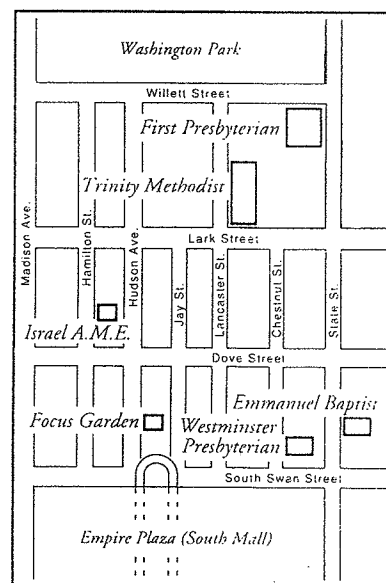 Washington Park
Willett Street
First Presbyterian
Trinity Methodist
Lark Street
Madison Ave.
Hamilton St.
Hudson Ave.
Jay St.
Lancaster St.
Chestnut St.
State St.
Israel A.M.E.
Dove Street
Focus Garden
Emmanuel Baptist
Westminster
Presbyterian
South Swan Street
Empire Plaza (South Mall)